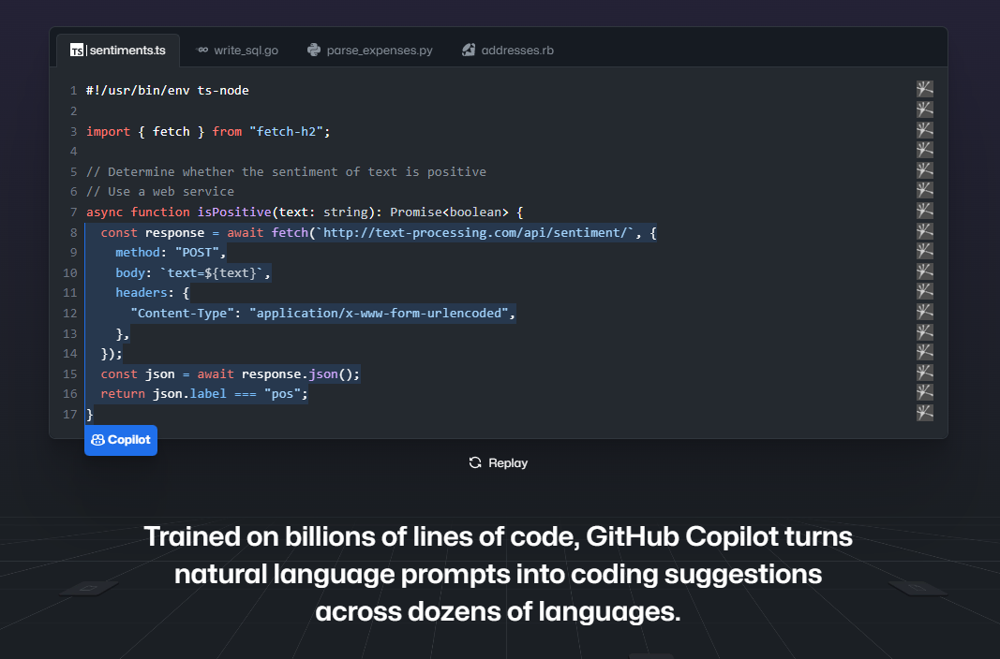 TS sentiments.ts write_sql.go parse_expenses.py addresses.rb
1 #!/usr/bin/env ts-node
2
3 import { fetch } from "fetch-h2";
4
5 // Determine whether the sentiment of text is positive
6 // Use a web service
7 async function isPositive(text: string): Promise<boolean> {
8   const response = await fetch(`http://text-processing.com/api/sentiment/`, {
9     method: "POST",
10     body: `text=${text}`,
11     headers: {
12       "Content-Type": "application/x-www-form-urlencoded",
13     },
14   });
15   const json = await response.json();
16   return json.label === "pos";
17 }
Copilot
Replay
Trained on billions of lines of code, GitHub Copilot turns
natural language prompts into coding suggestions
across dozens of languages.